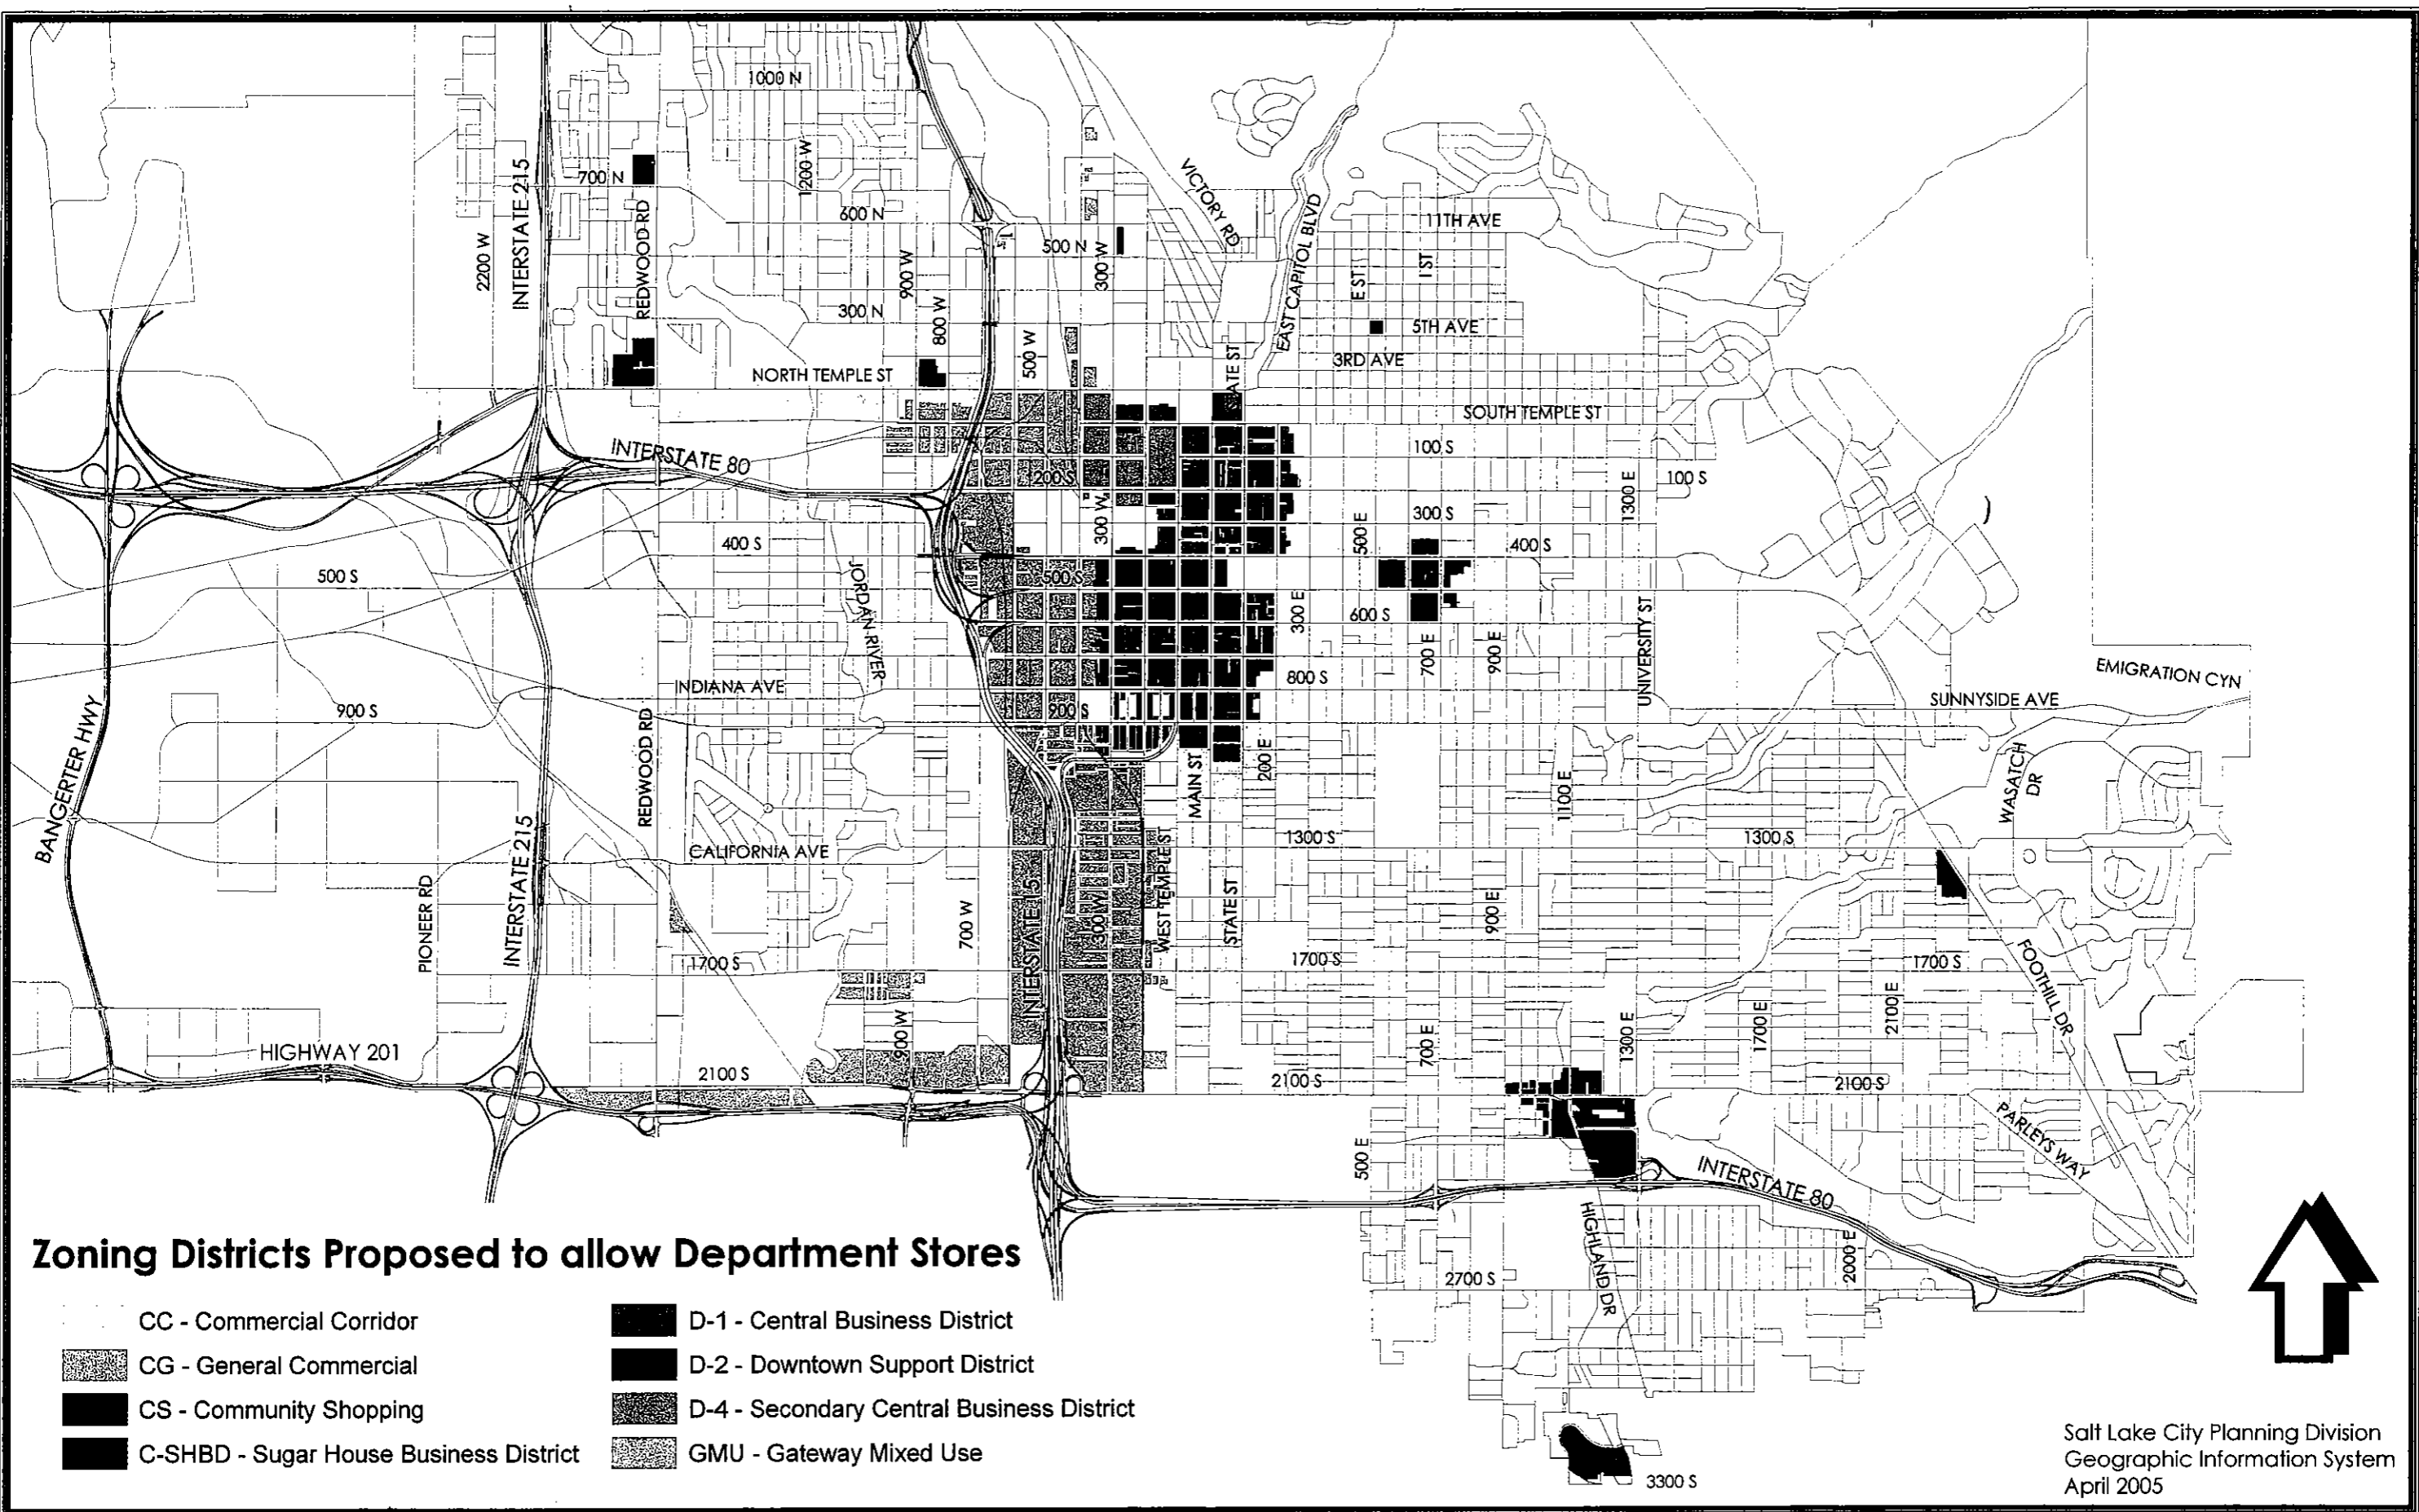 1000 N
VICTORY RD
INTERSTATE 215
700 N
1200 W
REDWOOD RD
600 N
11TH AVE
EAST CAPITOL BLVD
2200 W
500 N
300 W
900 W
E ST
I ST
300 N
800 W
5TH AVE
500 W
3RD AVE
NORTH TEMPLE ST
ATE ST
SOUTH TEMPLE ST
INTERSTATE 80
100 S
200 S
100 S
1300 E
300 W
300 S
500 E
400 S
400 S
500 S
500 S
JORDAN RIVER
300 E
600 S
UNIVERSITY ST
700 E
900 E
EMIGRATION CYN
INDIANA AVE
800 S
SUNNYSIDE AVE
900 S
900 S
BANGERTER HWY
REDWOOD RD
200 E
MAIN ST
1100 E
WASATCH
DR
1300 S
1300 S
CALIFORNIA AVE
INTERSTATE 215
PIONEER RD
INTERSTATE 15
300 W
WEST TEMPLE ST
STATE ST
700 W
900 E
1700 S
1700 S
1700 S
FOOTHILL DR
2100 E
1700 E
1300 E
700 E
900 W
HIGHWAY 201
2100 S
2100 S
2100 S
PARLEYS WAY
500 E
INTERSTATE 80
HIGHLAND DR
2000 E
2700 S
3300 S
Zoning Districts Proposed to allow Department Stores
CC - Commercial Corridor
CG - General Commercial
CS - Community Shopping
C-SHBD - Sugar House Business District
D-1 - Central Business District
D-2 - Downtown Support District
D-4 - Secondary Central Business District
GMU - Gateway Mixed Use
Salt Lake City Planning Division
Geographic Information System
April 2005